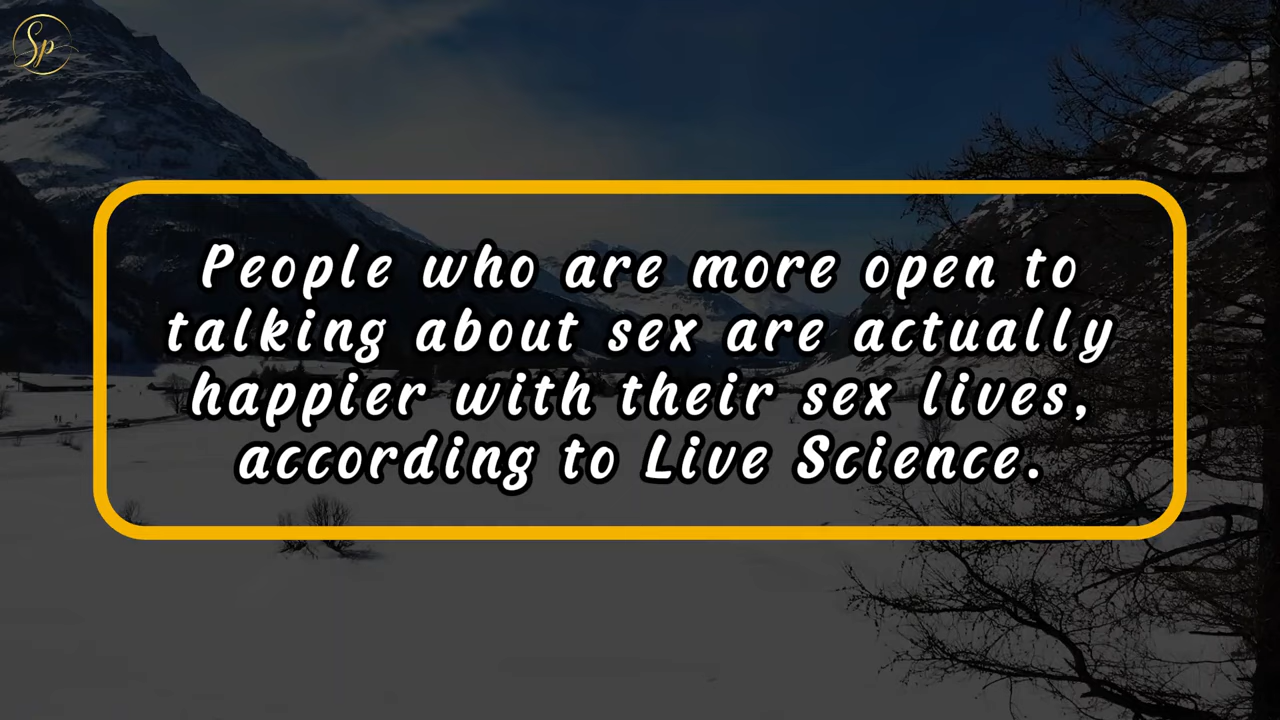 Sp
People who are more open to
talking about sex are actually
happier with their sex lives,
according to Live Science.